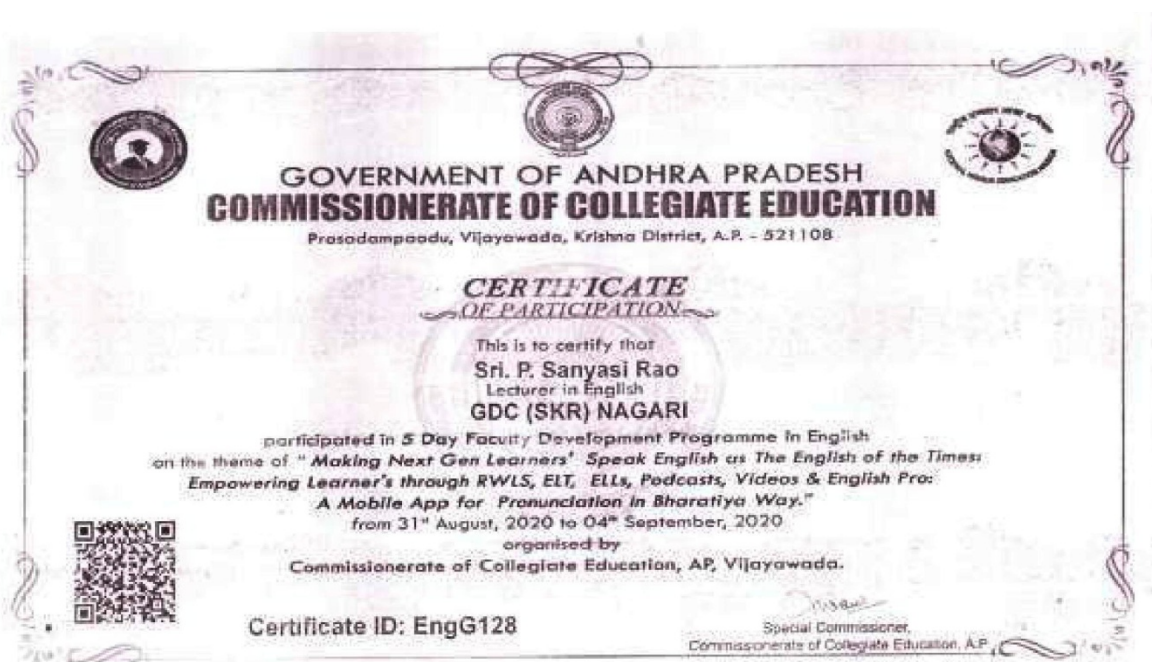 GOVERNMENT OF ANDHRA PRADESH
COMMISSIONERATE OF COLLEGIATE EDUCATION
Prasadampaadu, Vijayawada, Krishna District, A.P. - 521108
CERTIFICATE
OF PARTICIPATION
This is to certify that
Sri. P. Sanyasi Rao
Lecturer in English
GDC (SKR) NAGARI
participated in 5 Day Faculty Development Programme in English
on the theme of " Making Next Gen Learners' Speak English as The English of the Times:
Empowering Learner's through RWLS, ELT, ELLs, Podcasts, Videos & English Pro:
A Mobile App for Pronunciation in Bharatiya Way."
from 31st August, 2020 to 04th September, 2020
organised by
Commissionerate of Collegiate Education, AP, Vijayawada.
Certificate ID: EngG128
Special Commissioner,
Commissionerate of Collegiate Education, A.P.